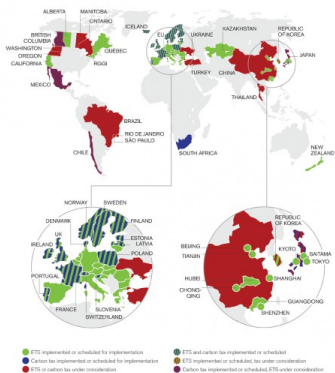 ALBERTA
MANITOBA
ONTARIO
BRITISH
COLUMBIA
WASHINGTON
OREGON
CALIFORNIA
QUÉBEC
RGGI
MEXICO
ICELAND
EU
UKRAINE
KAZAKHSTAN
REPUBLIC
OF KOREA
JAPAN
TURKEY
CHINA
THAILAND
BRAZIL
RIO DE JANEIRO
SÃO PAULO
CHILE
SOUTH AFRICA
NEW
ZEALAND
NORWAY
SWEDEN
DENMARK
FINLAND
UK
IRELAND
ESTONIA
LATVIA
POLAND
PORTUGAL
FRANCE
SLOVENIA
SWITZERLAND
REPUBLIC
OF KOREA
BEIJING
KYOTO
TIANJIN
SAITAMA
TOKYO
HUBEI
SHANGHAI
CHONG-
QING
GUANGDONG
SHENZHEN
ETS implemented or scheduled for implementation
Carbon tax implemented or scheduled for implementation
ETS or carbon tax under consideration
ETS and carbon tax implemented or scheduled
ETS implemented or scheduled, tax under consideration
Carbon tax implemented or scheduled, ETS under consideration